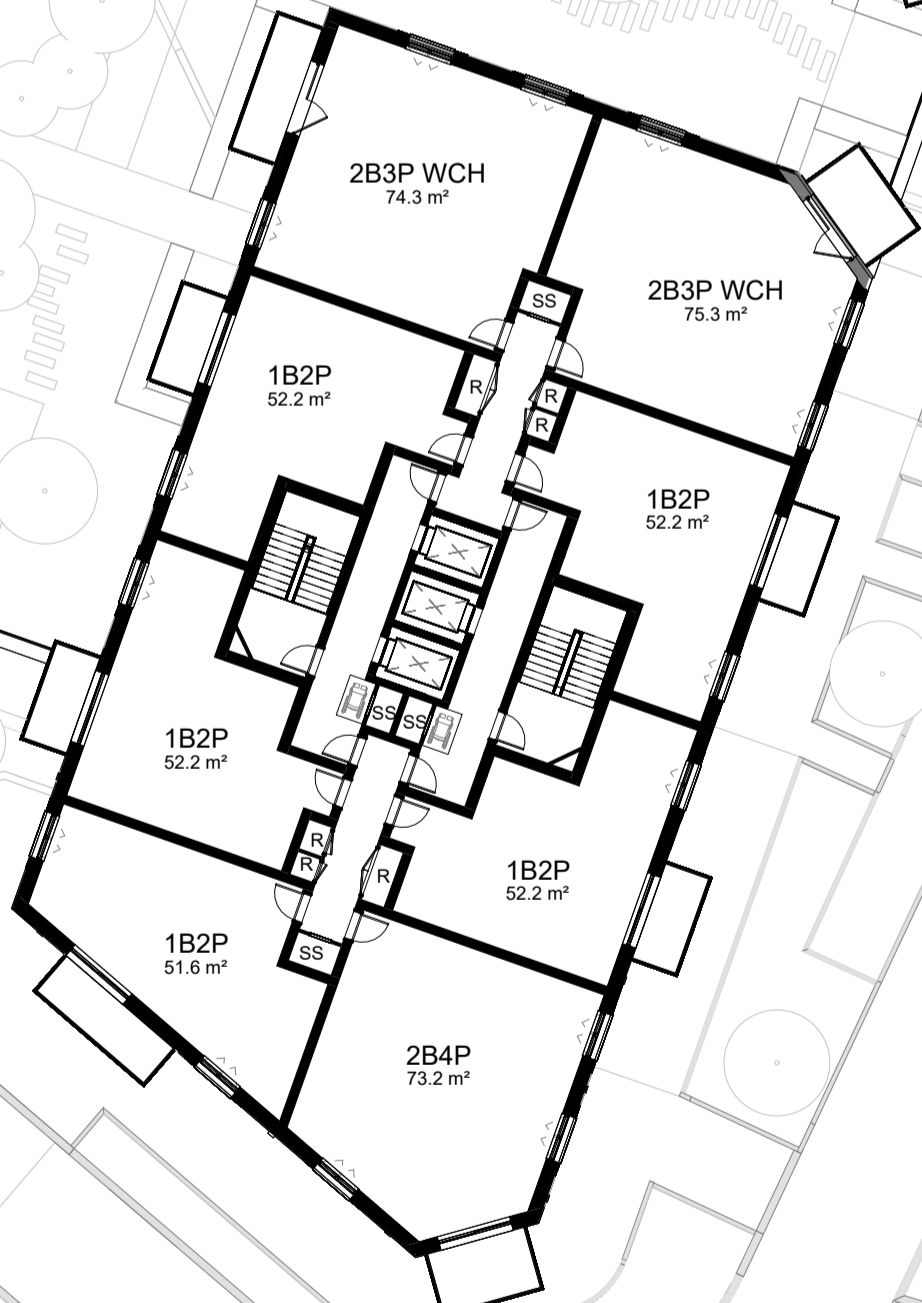 2B3P WCH
74.3 m²
2B3P WCH
75.3 m²
SS
1B2P
52.2 m²
R
R
R
1B2P
52.2 m²
SS
SS
1B2P
52.2 m²
R
R
R
1B2P
52.2 m²
1B2P
51.6 m²
SS
2B4P
73.2 m²